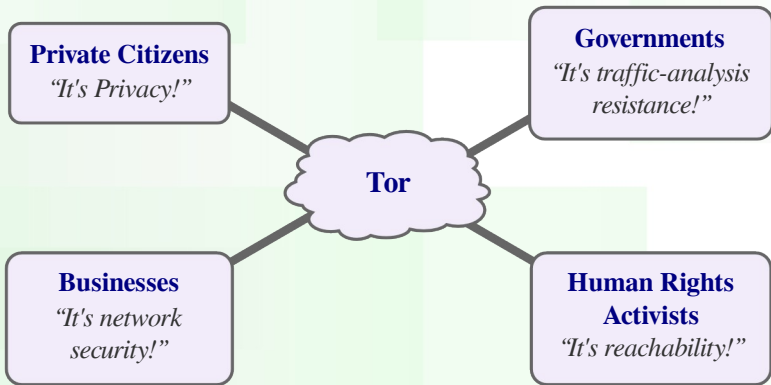 Private Citizens
“It's Privacy!”
Governments
“It's traffic-analysis
resistance!”
Tor
Businesses
“It's network
security!”
Human Rights
Activists
“It's reachability!”